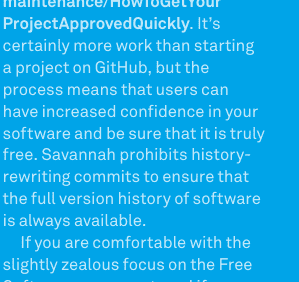 maintenance/HowToGetYour
ProjectApprovedQuickly. It’s
certainly more work than starting
a project on GitHub, but the
process means that users can
have increased confidence in your
software and be sure that it is truly
free. Savannah prohibits history-
rewriting commits to ensure that
the full version history of software
is always available.
If you are comfortable with the
slightly zealous focus on the Free